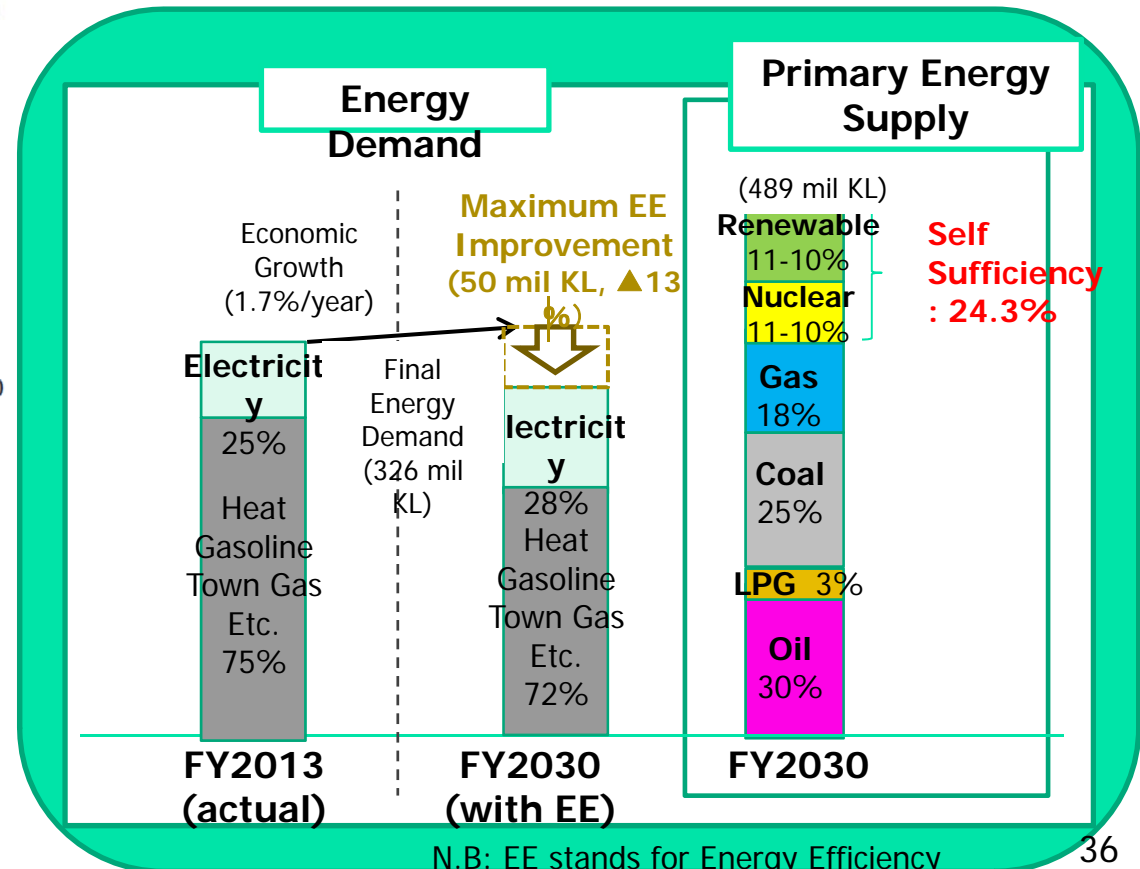 Energy
Demand
Primary Energy
Supply
Economic
Growth
(1.7%/year)
Maximum EE
Improvement
(50 mil KL, ▲13
%)
(489 mil KL)
Renewable
11-10%
Nuclear
11-10%
Self
Sufficiency
: 24.3%
Electricit
y
25%
Heat
Gasoline
Town Gas
Etc.
75%
Final
Energy
Demand
(326 mil
KL)
lectricit
y
28%
Heat
Gasoline
Town Gas
Etc.
72%
Gas
18%
Coal
25%
LPG 3%
Oil
30%
FY2013
(actual)
FY2030
(with EE)
FY2030
N.B: EE stands for Energy Efficiency
36